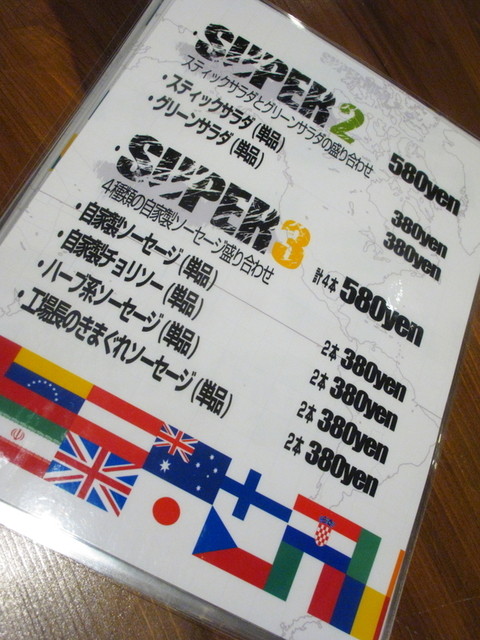 ・SVPER2 580yen
スティックサラダとグリーンサラダの盛り合わせ
・スティックサラダ(単品) 380yen
・グリーンサラダ(単品) 380yen
・SVPER3 計4本 580yen
4種類の自家製ソーセージ盛り合わせ
・自家製ソーセージ(単品) 2本 380yen
・自家製チョリソー(単品) 2本 380yen
・ハーブ系ソーセージ(単品) 2本 380yen
・工場長のきまぐれソーセージ(単品) 2本 380yen